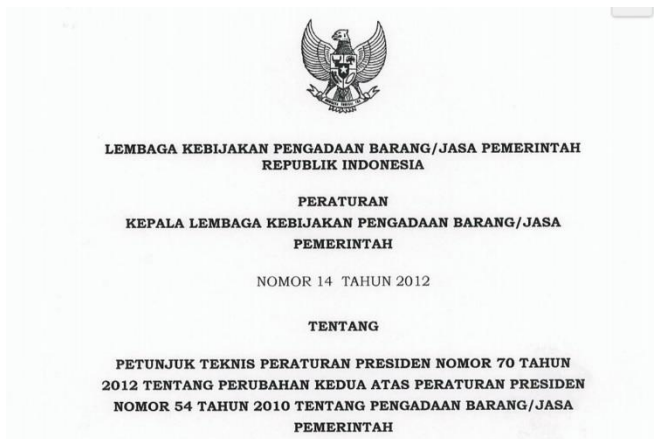 LEMBAGA KEBIJAKAN PENGADAAN BARANG/JASA PEMERINTAH
REPUBLIK INDONESIA
PERATURAN
KEPALA LEMBAGA KEBIJAKAN PENGADAAN BARANG/JASA
PEMERINTAH
NOMOR 14 TAHUN 2012
TENTANG
PETUNJUK TEKNIS PERATURAN PRESIDEN NOMOR 70 TAHUN
2012 TENTANG PERUBAHAN KEDUA ATAS PERATURAN PRESIDEN
NOMOR 54 TAHUN 2010 TENTANG PENGADAAN BARANG/JASA
PEMERINTAH